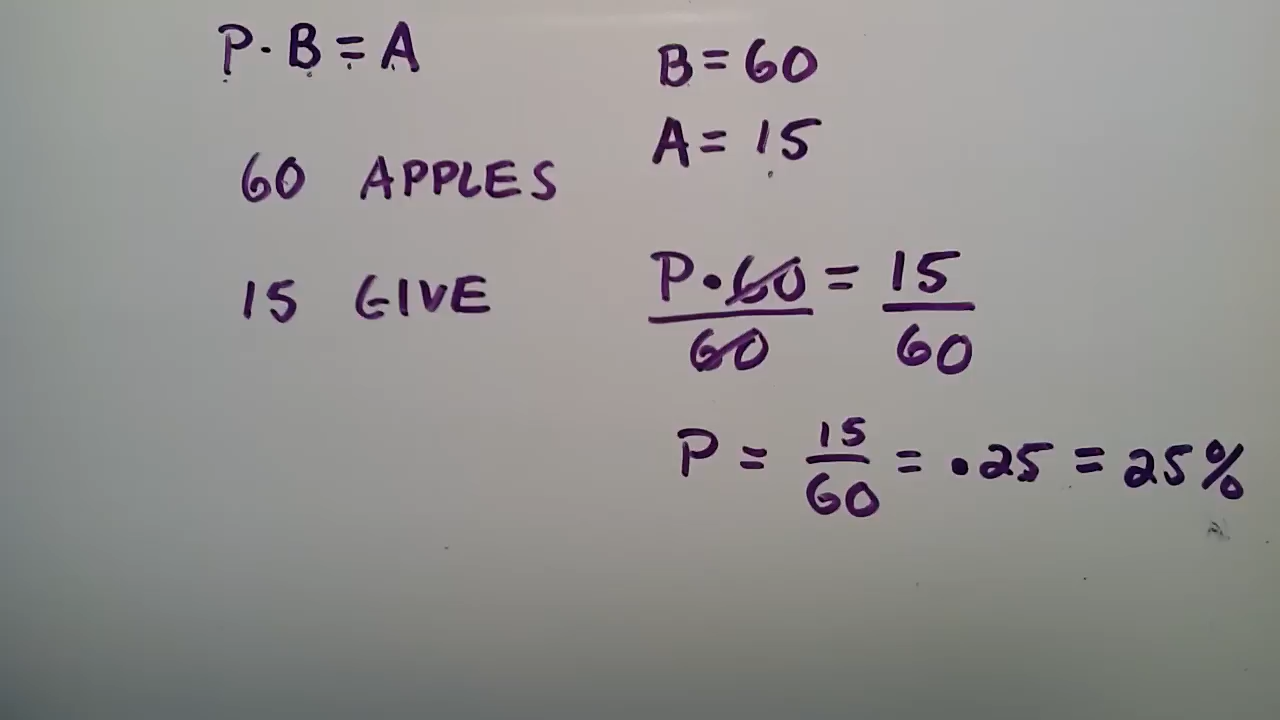 P·B=A
60 APPLES
15 GIVE
B=60
A=15
P·60 = 15
60 60
P = 15/60 = .25 = 25%